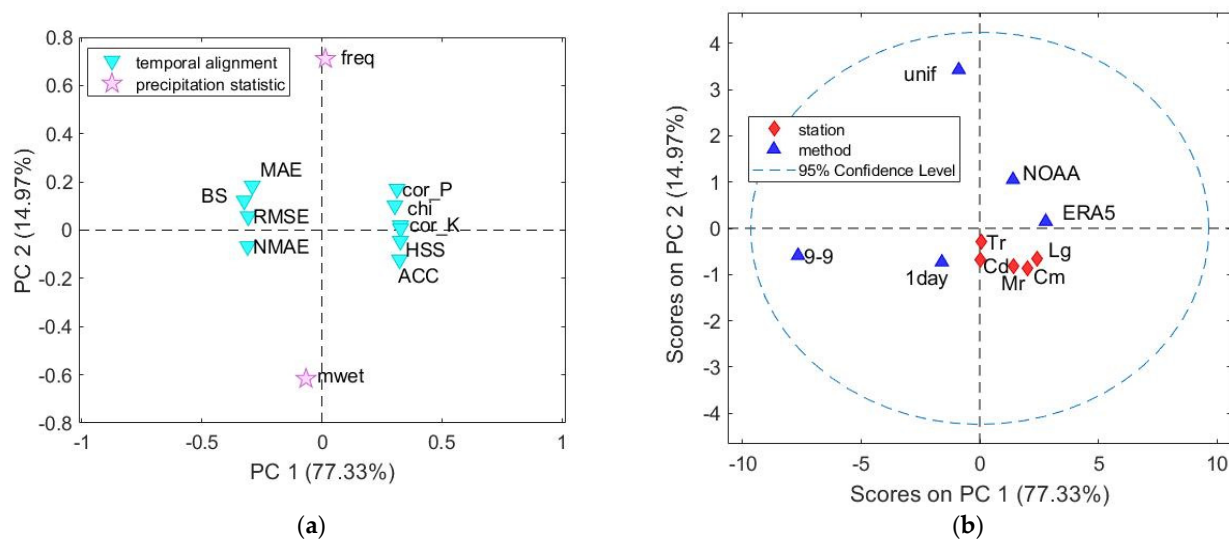 0.8
0.6
0.4
0.2
0
-0.2
-0.4
-0.6
-0.8
-1
-0.5
0
0.5
1
PC 2 (14.97%)
PC 1 (77.33%)
temporal alignment
precipitation statistic
freq
MAE
BS
RMSE
NMAE
cor_P
chi
cor_K
HSS
ACC
mwet
(a)
4
3
2
1
0
-1
-2
-3
-4
-10
-5
0
5
10
Scores on PC 2 (14.97%)
Scores on PC 1 (77.33%)
station
method
95% Confidence Level
unif
NOAA
ERA5
9-9
1day
Tr
Cd
Mr
Cm
Lg
(b)